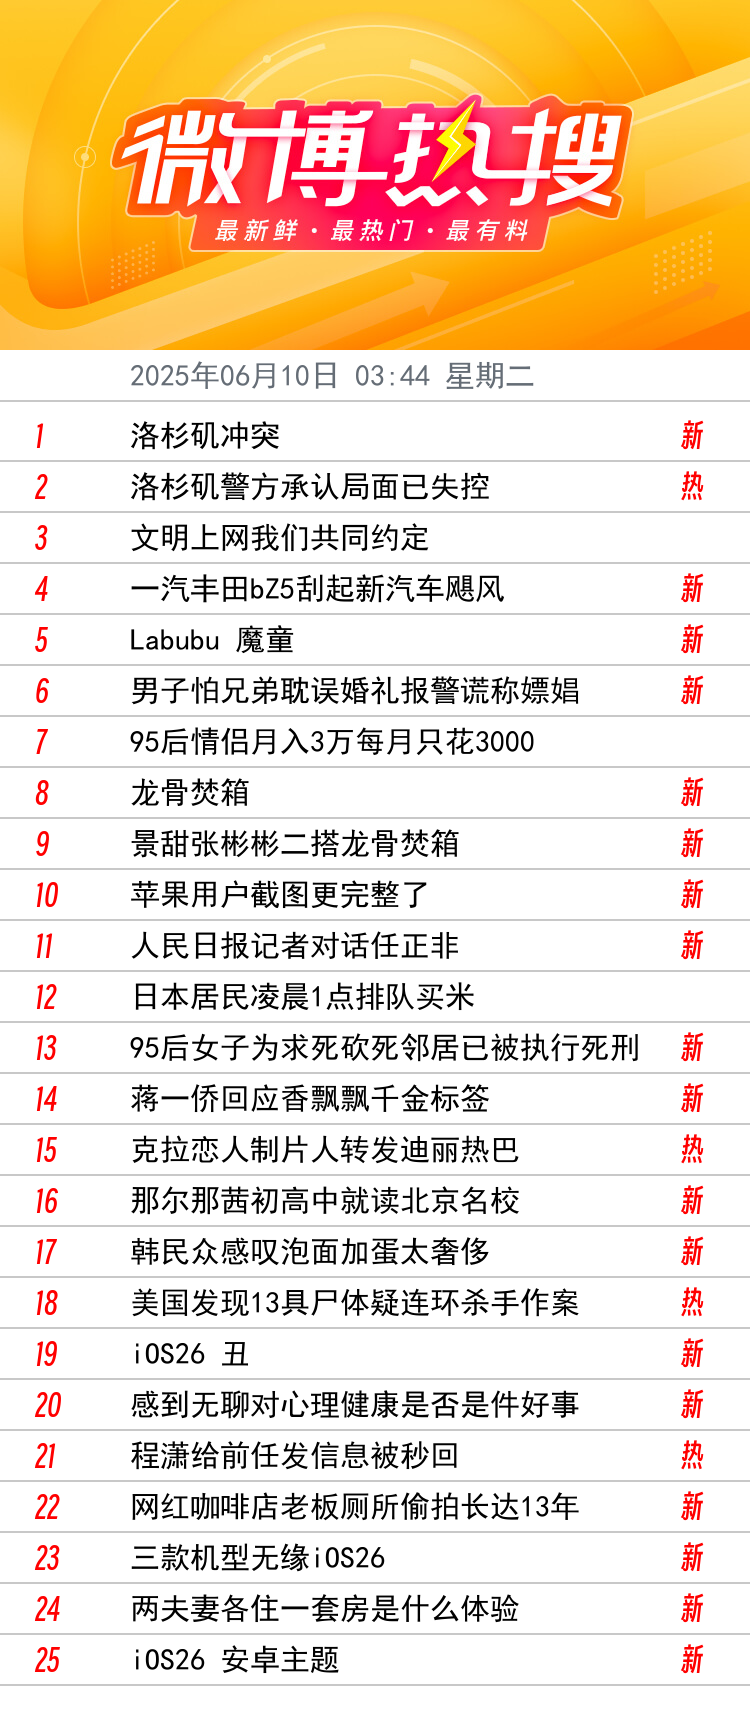 微博热搜
最新鲜·最热门·最有料
2025年06月10日 03:44 星期二
1 洛杉矶冲突 新
2 洛杉矶警方承认局面已失控 热
3 文明上网我们共同约定
4 一汽丰田bZ5刮起新汽车飓风 新
5 Labubu 魔童 新
6 男子怕兄弟耽误婚礼报警谎称嫖娼 新
7 95后情侣月入3万每月只花3000
8 龙骨焚箱 新
9 景甜张彬彬二搭龙骨焚箱 新
10 苹果用户截图更完整了 新
11 人民日报记者对话任正非 新
12 日本居民凌晨1点排队买米
13 95后女子为求死砍死邻居已被执行死刑 新
14 蒋一侨回应香飘飘千金标签 新
15 克拉恋人制片人转发迪丽热巴 热
16 那尔那茜初高中就读北京名校 新
17 韩民众感叹泡面加蛋太奢侈 新
18 美国发现13具尸体疑连环杀手作案 热
19 iOS26 丑 新
20 感到无聊对心理健康是否是件好事 新
21 程潇给前任发信息被秒回 热
22 网红咖啡店老板厕所偷拍长达13年 新
23 三款机型无缘iOS26 新
24 两夫妻各住一套房是什么体验 新
25 iOS26 安卓主题 新